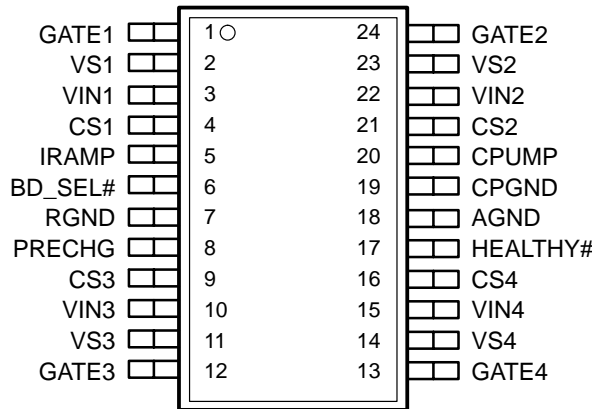 GATE1 1 24 GATE2
VS1 2 23 VS2
VIN1 3 22 VIN2
CS1 4 21 CS2
IRAMP 5 20 CPUMP
BD_SEL# 6 19 CPGND
RGND 7 18 AGND
PRECHG 8 17 HEALTHY#
CS3 9 16 CS4
VIN3 10 15 VIN4
VS3 11 14 VS4
GATE3 12 13 GATE4